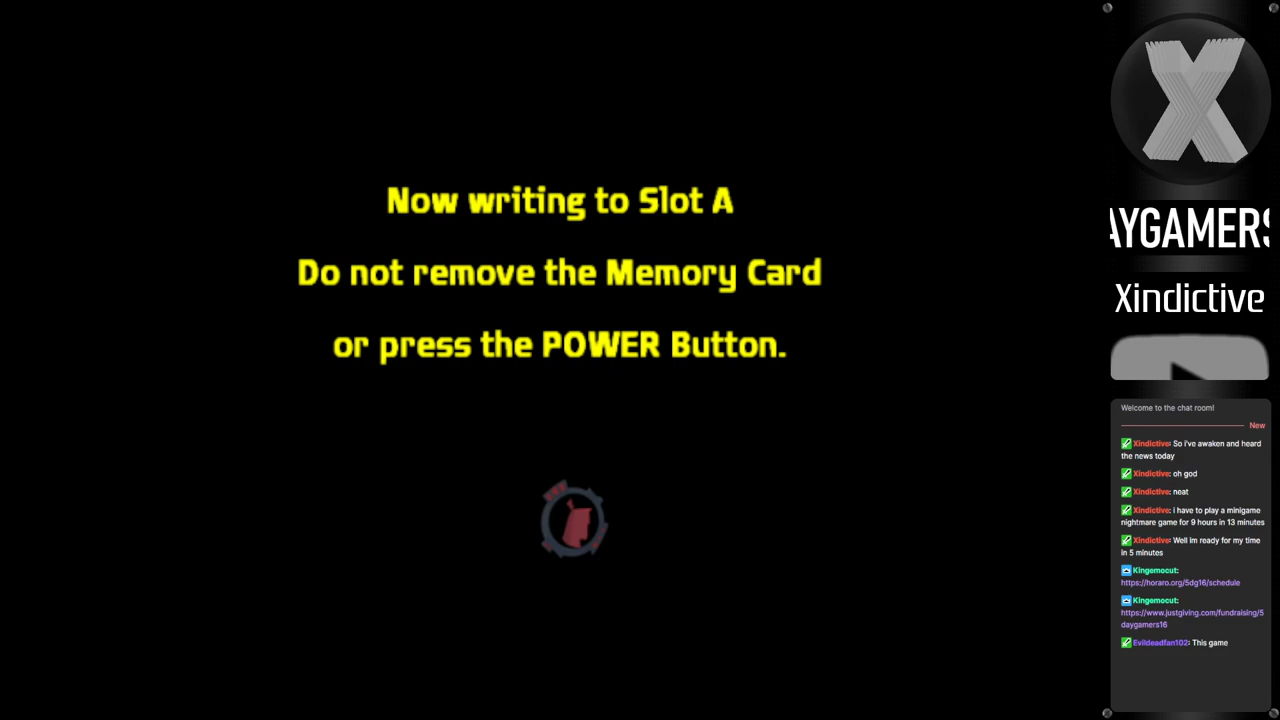 Now writing to Slot A
Do not remove the Memory Card
or press the POWER Button.
X
AYGAMERS
Xindictive
Welcome to the chat room!
New
Xindictive: So i've awaken and heard
the news today
Xindictive: oh god
Xindictive: neat
Xindictive: i have to play a minigame
nightmare game for 9 hours in 13 minutes
Xindictive: Well im ready for my time
in 5 minutes
Kingemocut:
https://horaro.org/5dg16/schedule
Kingemocut:
https://www.justgiving.com/fundraising/5
daygamers16
Evildeadfan102: This game